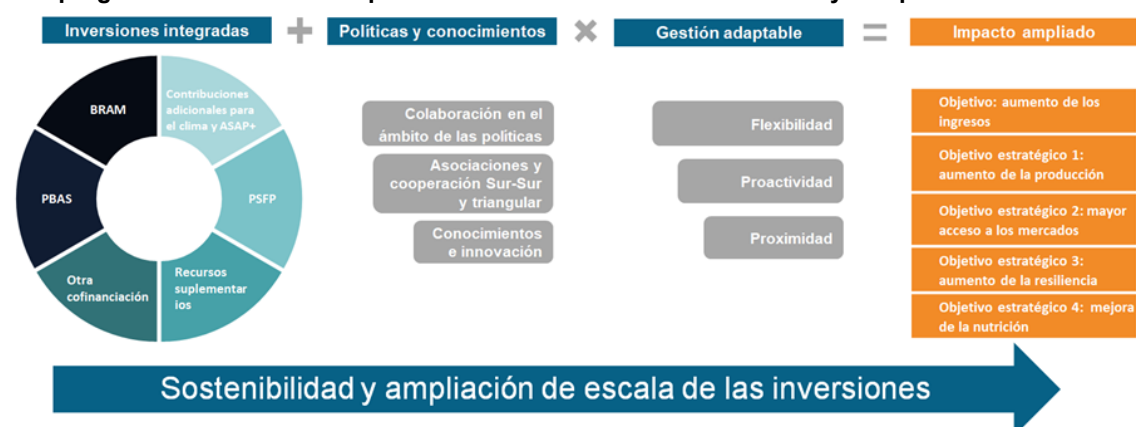 Inversiones integradas + Políticas y conocimientos × Gestión adaptable = Impacto ampliado
BRAM
Contribuciones
adicionales para
el clima y ASAP+
PBAS
PSFP
Otra
cofinanciación
Recursos
suplementar
ios
Colaboración en el
ámbito de las políticas
Asociaciones y
cooperación Sur-Sur
y triangular
Conocimientos
e innovación
Flexibilidad
Proactividad
Proximidad
Objetivo: aumento de los
ingresos
Objetivo estratégico 1:
aumento de la producción
Objetivo estratégico 2: mayor
acceso a los mercados
Objetivo estratégico 3:
aumento de la resiliencia
Objetivo estratégico 4: mejora
de la nutrición
Sostenibilidad y ampliación de escala de las inversiones